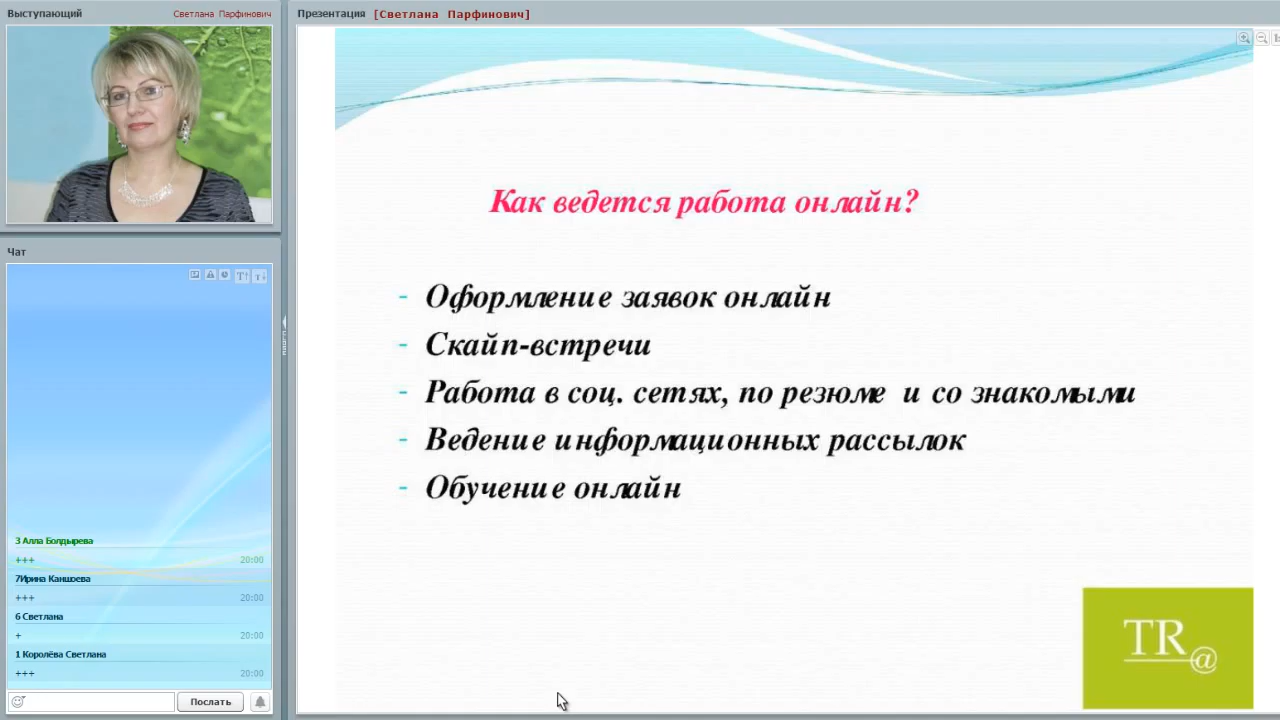 Выступающий
Светлана Парфинович
Презентация [Светлана Парфинович]
Как ведется работа онлайн?
- Оформление заявок онлайн
- Скайп-встречи
- Работа в соц. сетях, по резюме и со знакомыми
- Ведение информационных рассылок
- Обучение онлайн
TR@
Чат
3 Алла Болдырева
+++ 20:00
7Ирина Каншоева
+++ 20:00
6 Светлана
+ 20:00
1 Королёва Светлана
+++ 20:00
Послать